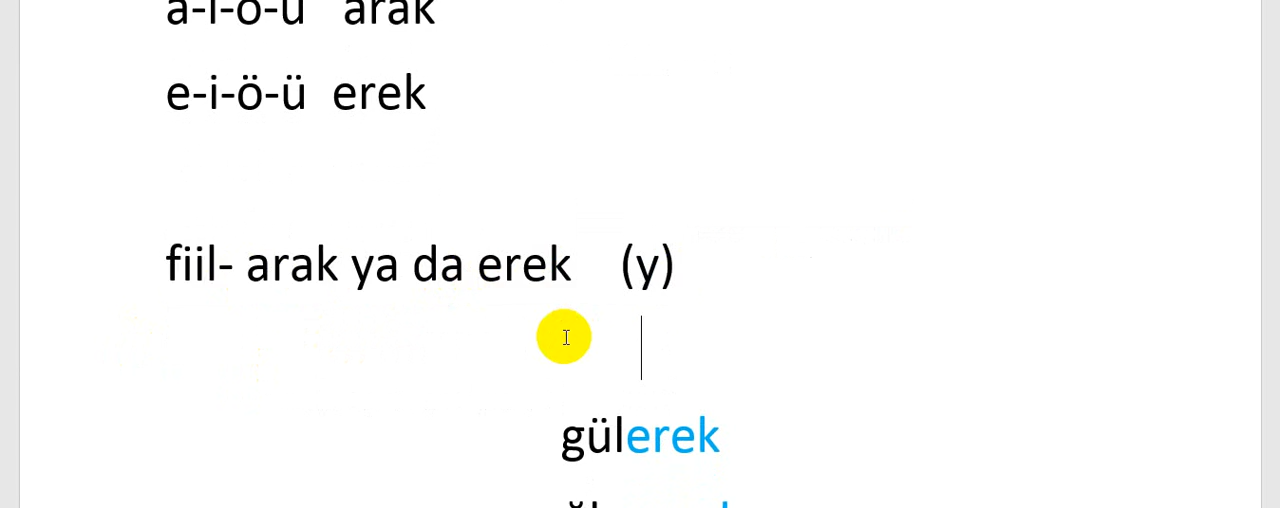 a-ı-o-u arak
e-i-ö-ü erek
fiil- arak ya da erek (y)
gülerek